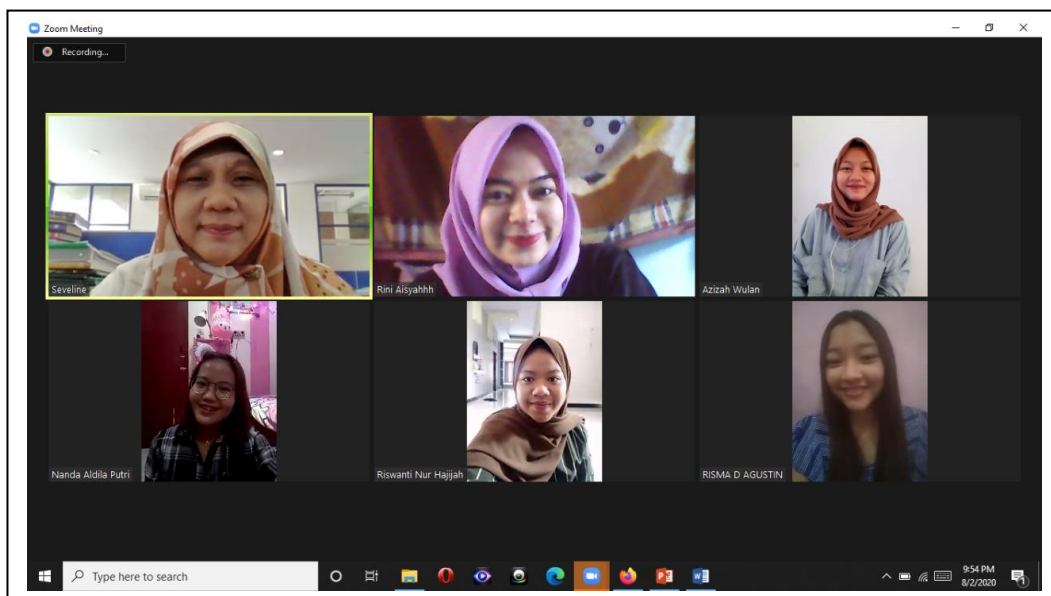 Zoom Meeting
Recording...
Seveline
Rini Aisyahhh
Azizah Wulan
Nanda Aldila Putri
Riswanti Nur Hajijah
RISMA D AGUSTIN
Type here to search
9:54 PM
8/2/2020
1